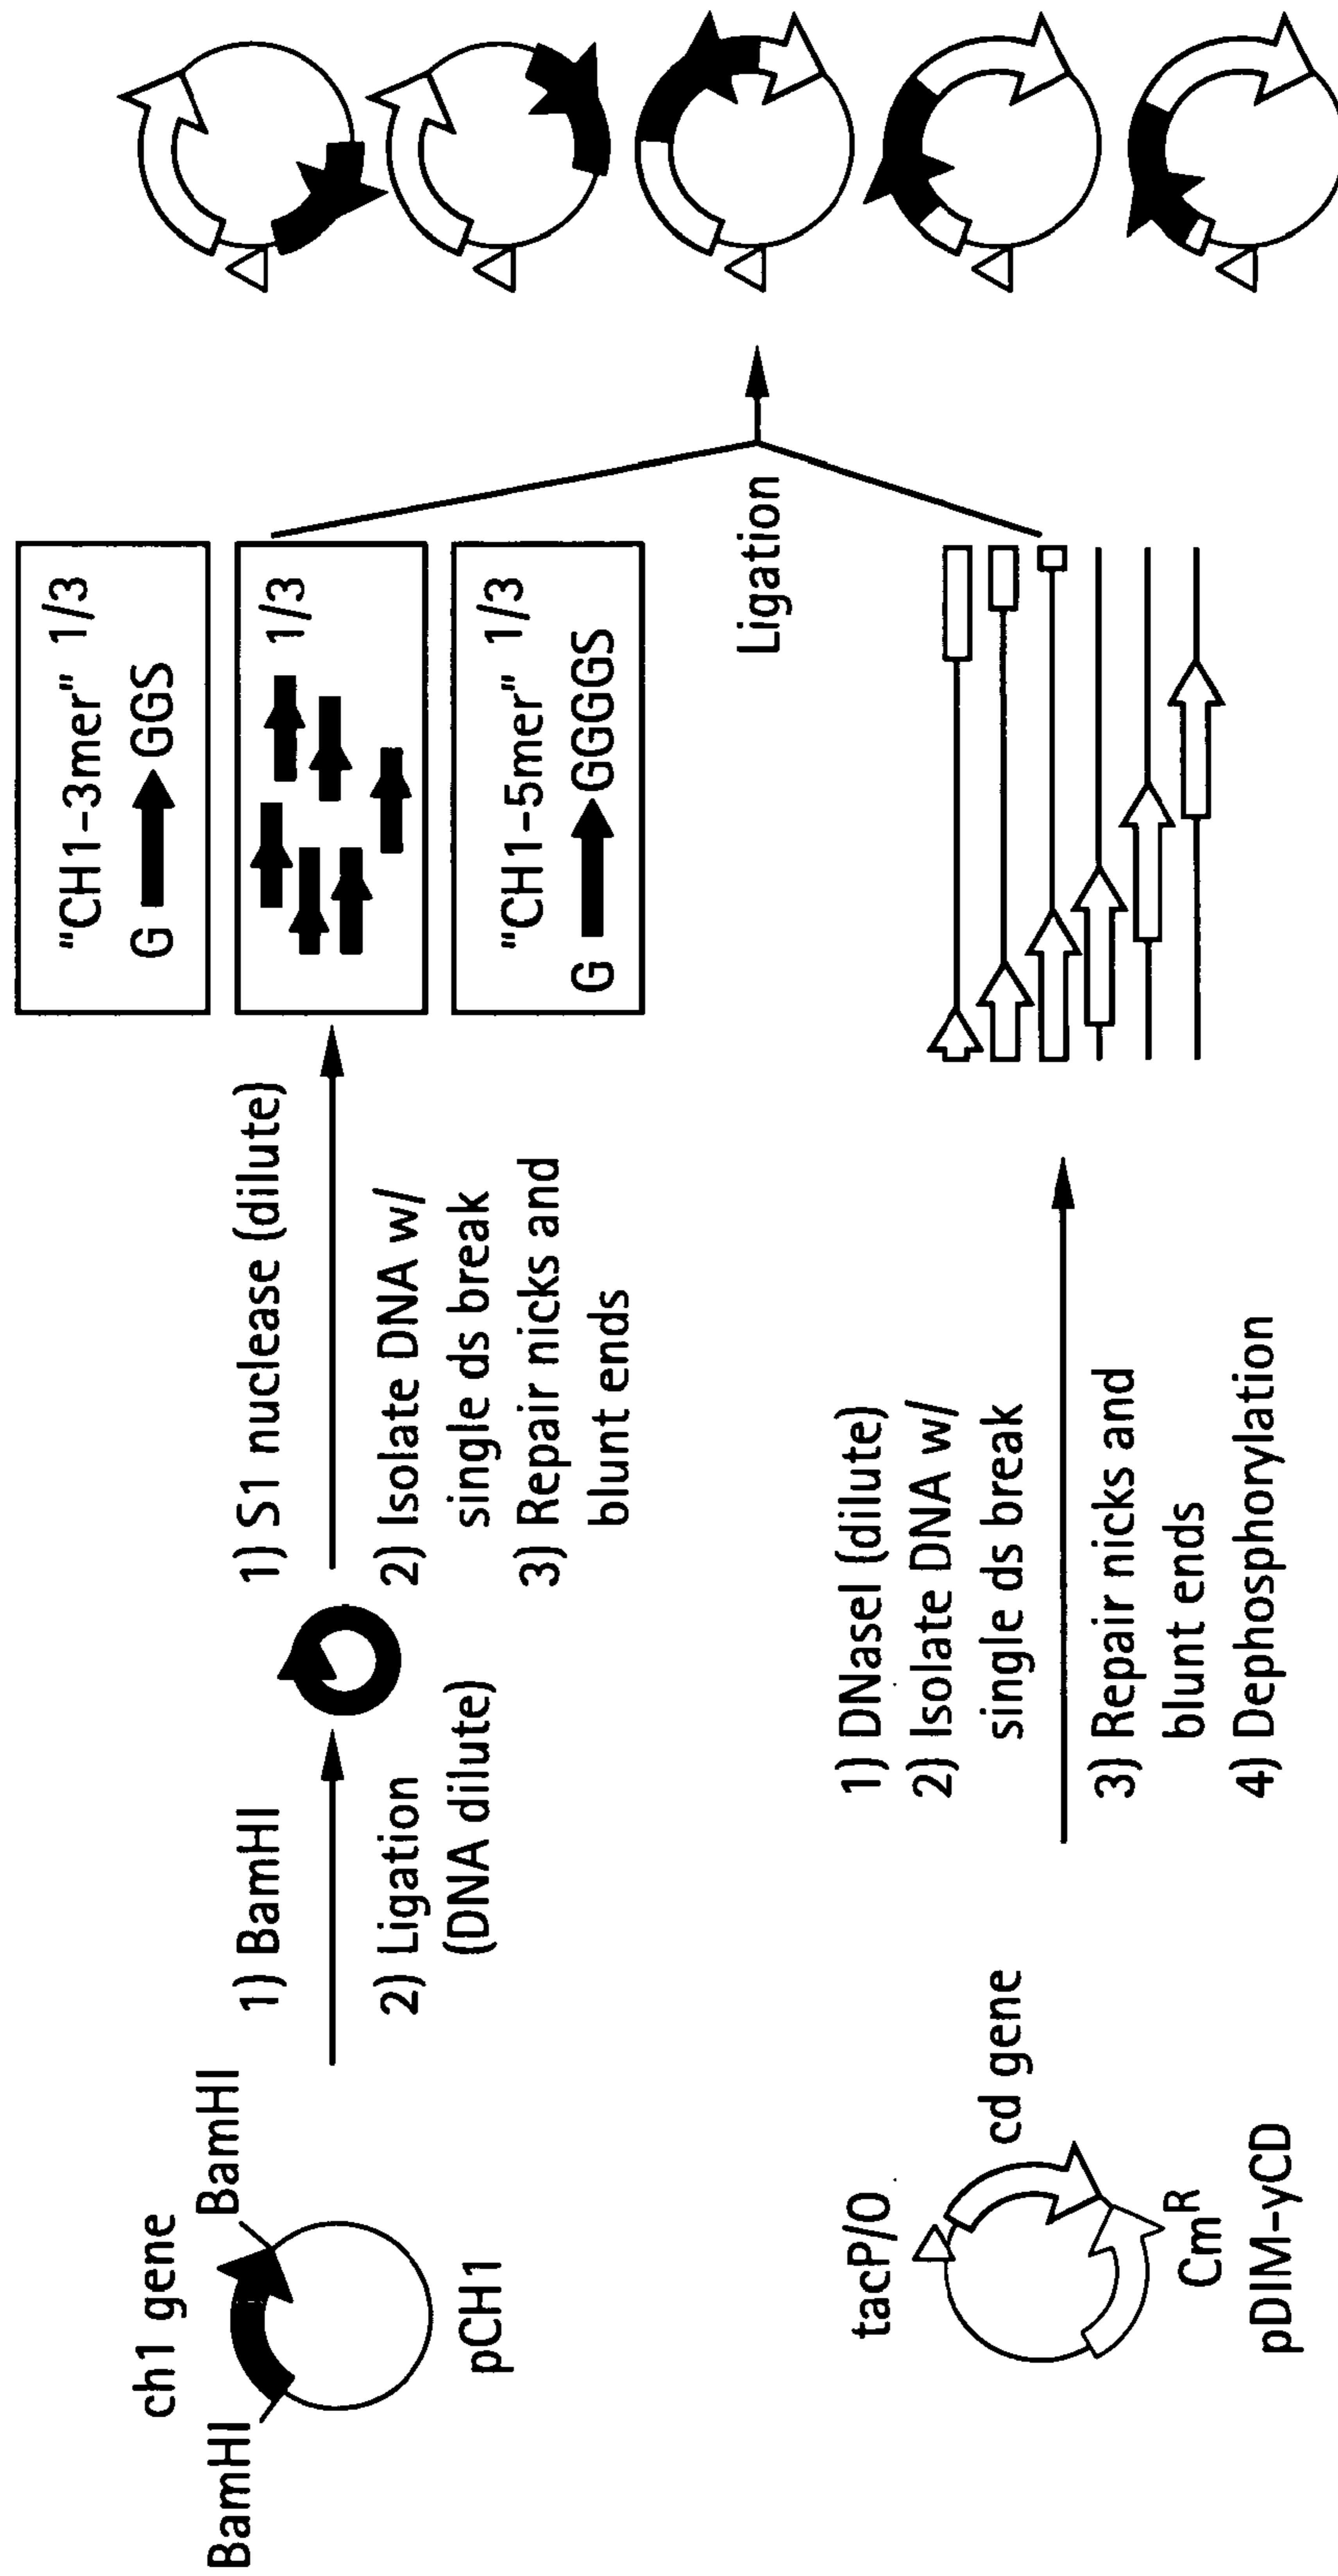 ch1 gene
BamHI
BamHI
pCH1
1) BamHI
2) Ligation
(DNA dilute)
1) S1 nuclease (dilute)
2) Isolate DNA w/
single ds break
3) Repair nicks and
blunt ends
"CH1-3mer" 1/3
G GGS
1/3
"CH1-5mer" 1/3
G GGGGS
tacP/O
cd gene
CmR
pDIM-yCD
1) DNaseI (dilute)
2) Isolate DNA w/
single ds break
3) Repair nicks and
blunt ends
4) Dephosphorylation
Ligation